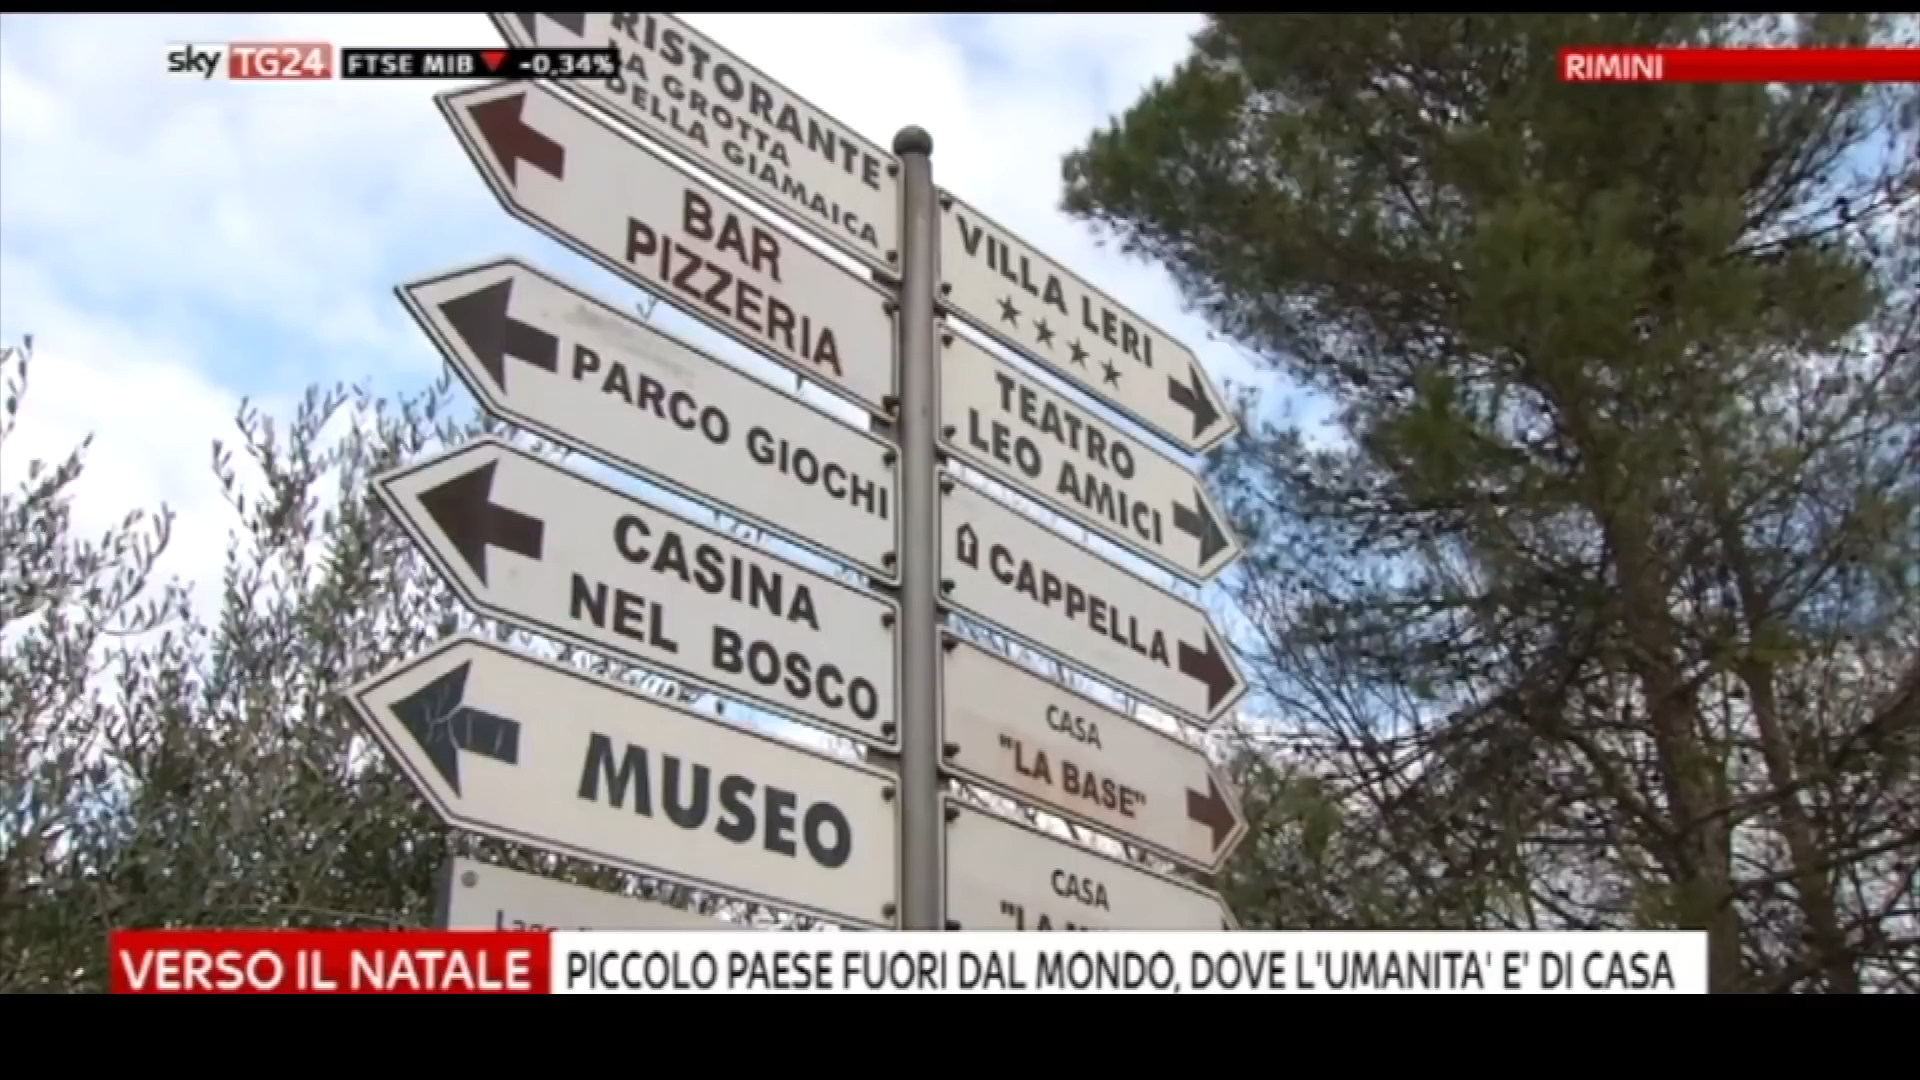 sky TG24 FTSE MIB -0,34%
RIMINI
RISTORANTE
LA GROTTA
DELLA GIAMAICA
BAR
PIZZERIA
PARCO GIOCHI
CASINA
NEL BOSCO
MUSEO
VILLA LERI
TEATRO
LEO AMICI
CAPPELLA
CASA
"LA BASE"
CASA
"LA
VERSO IL NATALE PICCOLO PAESE FUORI DAL MONDO, DOVE L'UMANITA' E' DI CASA